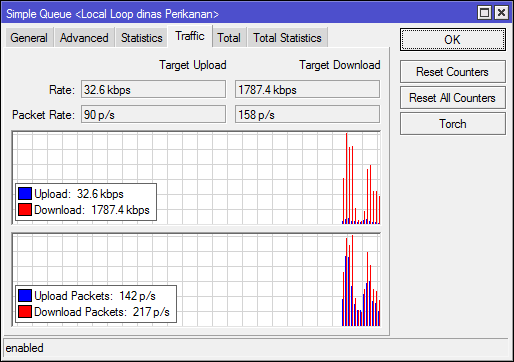 Simple Queue <Local Loop dinas Perikanan>
General Advanced Statistics Traffic Total Total Statistics
OK
Reset Counters
Reset All Counters
Torch
Target Upload Target Download
Rate: 32.6 kbps 1787.4 kbps
Packet Rate: 90 p/s 158 p/s
Upload: 32.6 kbps
Download: 1787.4 kbps
Upload Packets: 142 p/s
Download Packets: 217 p/s
enabled